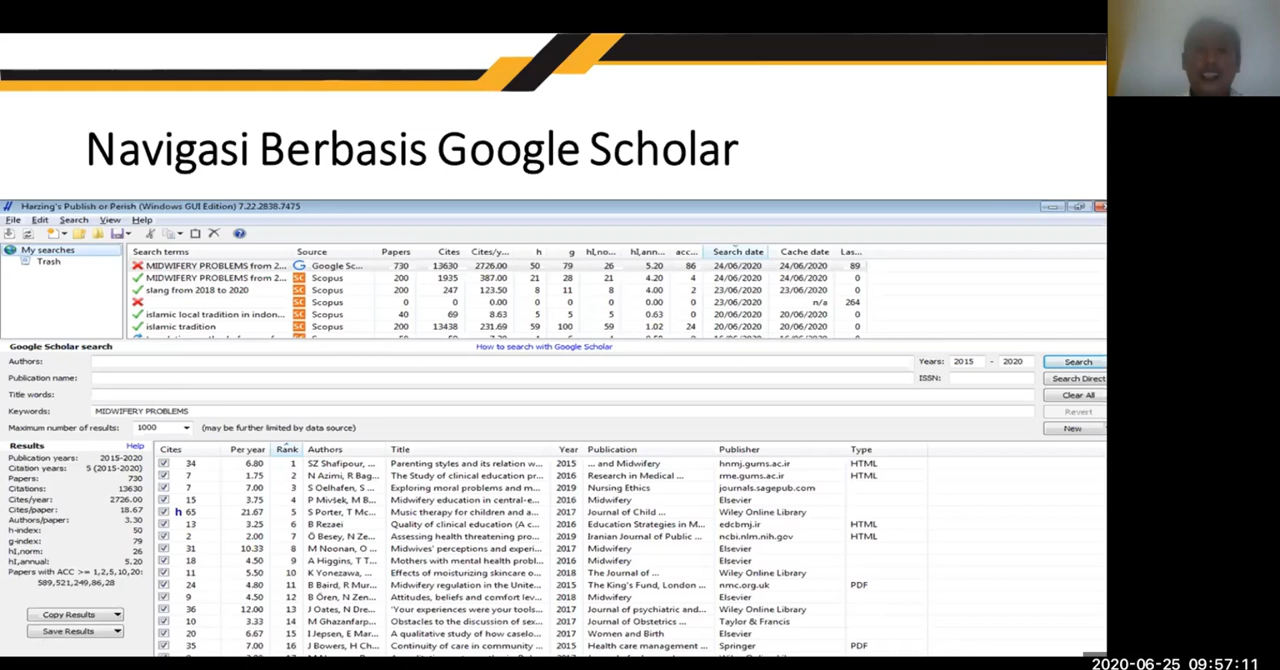 Navigasi Berbasis Google Scholar
Harzing's Publish or Perish (Windows GUI Edition) 7.22.2838.7475
File Edit Search View Help
My searches
Trash
Search terms Source Papers Cites Cites/y... h g hI,no... hI,ann... acc... Search date Cache date Las...
MIDWIFERY PROBLEMS from 2... Google Sc... 730 13630 2726.00 50 79 26 5.20 86 24/06/2020 24/06/2020 89
MIDWIFERY PROBLEMS from 2... Scopus 200 1935 387.00 21 28 21 4.20 4 24/06/2020 24/06/2020 0
slang from 2018 to 2020 Scopus 200 247 123.50 8 11 8 4.00 2 23/06/2020 23/06/2020 0
Scopus 0 0 0.00 0 0 0 0.00 0 23/06/2020 n/a 264
islamic local tradition in indon... Scopus 40 69 8.63 5 5 5 0.63 0 20/06/2020 20/06/2020 0
islamic tradition Scopus 200 13438 231.69 59 100 59 1.02 24 20/06/2020 20/06/2020 0
Google Scholar search How to search with Google Scholar
Authors: Years: 2015 - 2020 Search
Publication name: ISSN: Search Direct
Title words: Clear All
Keywords: MIDWIFERY PROBLEMS Revert
Maximum number of results: 1000 (may be further limited by data source) New
Results Help
Publication years: 2015-2020
Citation years: 5 (2015-2020)
Papers: 730
Citations: 13630
Cites/year: 2726.00
Cites/paper: 18.67
Authors/paper: 3.30
h-index: 50
g-index: 79
hI,norm: 26
hI,annual: 5.20
Papers with ACC >= 1,2,5,10,20:
589,521,249,86,28
Copy Results
Save Results
Cites Per year Rank Authors Title Year Publication Publisher Type
34 6.80 1 SZ Shafipour, ... Parenting styles and its relation w... 2015 ... and Midwifery hnmj.gums.ac.ir HTML
7 1.75 2 N Azimi, R Bag... The Study of clinical education pr... 2016 Research in Medical ... rme.gums.ac.ir HTML
7 7.00 3 S Oelhafen, S ... Exploring moral problems and m... 2019 Nursing Ethics journals.sagepub.com
15 3.75 4 P Mivšek, M B... Midwifery education in central-e... 2016 Midwifery Elsevier
h 65 21.67 5 S Porter, T Mc... Music therapy for children and a... 2017 Journal of Child ... Wiley Online Library
13 3.25 6 B Rezaei Quality of clinical education (A c... 2016 Education Strategies in M... edcbmj.ir HTML
2 2.00 7 Ö Besey, N Ze... Assessing health threatening pro... 2019 Iranian Journal of Public ... ncbi.nlm.nih.gov HTML
31 10.33 8 M Noonan, O ... Midwives' perceptions and experi... 2017 Midwifery Elsevier
18 4.50 9 A Higgins, T T... Mothers with mental health probl... 2016 Midwifery Elsevier
11 5.50 10 K Yonezawa, ... Effects of moisturizing skincare o... 2018 The Journal of ... Wiley Online Library
24 4.80 11 B Baird, R Mur... Midwifery regulation in the Unite... 2015 The King's Fund, London ... nmc.org.uk PDF
9 4.50 12 B Ören, N Zen... Attitudes, beliefs and comfort lev... 2018 Midwifery Elsevier
36 12.00 13 J Oates, N Dre... 'Your experiences were your tools... 2017 Journal of psychiatric and... Wiley Online Library
10 3.33 14 M Ghazanfarp... Obstacles to the discussion of sex... 2017 Journal of Obstetrics ... Taylor & Francis
20 6.67 15 I Jepsen, E Mar... A qualitative study of how caselo... 2017 Women and Birth Elsevier
35 7.00 16 J Bowers, H Ch... Continuity of care in community ... 2015 Health care management ... Springer PDF
2020-06-25 09:57:11